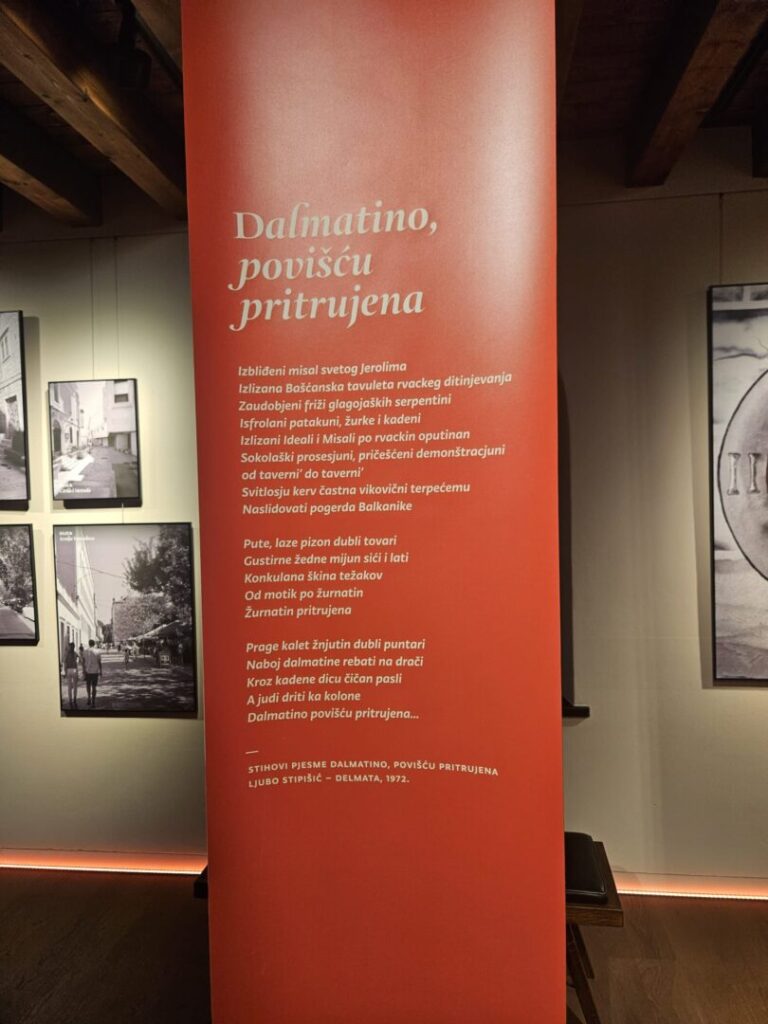 Dalmatino,
povišću
pritrujena
Izbliđeni misal svetog Jerolima
Izlizana Bašćanska tavuleta rvackeg ditinjevanja
Zaudobjeni friži glagojaških serpentini
Isfrolani patakuni, žurke i kadeni
Izlizani Ideali i Misali po rvackin oputinan
Sokolaški prosesjuni, pričešćeni demonštracjuni
od taverni’ do taverni’
Svitlosju kerv častna vikovični terpećemu
Naslidovati pogerda Balkanike
Pute, laze pizon dubli tovari
Gustirne žedne mijun sići i lati
Konkulana škina težakov
Od motik po žurnatin
Žurnatin pritrujena
Prage kalet žnjutin dubli puntari
Naboj dalmatine rebati na drači
Kroz kadene dicu čičan pasli
A judi driti ka kolone
Dalmatino povišću pritrujena...
—
STIHOVI PJESME DALMATINO, POVIŠĆU PRITRUJENA
LJUBO STIPIŠIĆ – DELMATA, 1972.